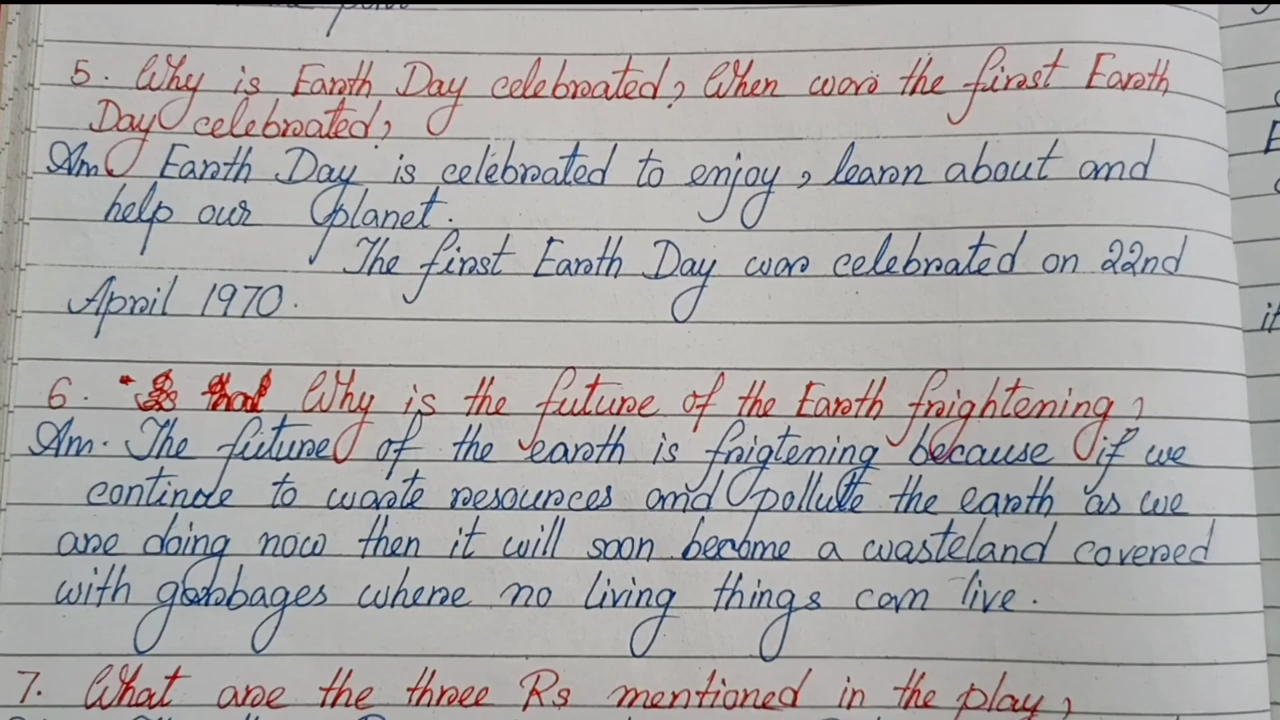 5. Why is Earth Day celebrated? When was the first Earth
Day celebrated?
Ans Earth Day is celebrated to enjoy, learn about and
help our planet.
The first Earth Day was celebrated on 22nd
April 1970.
6. Why is the future of the Earth frightening?
Ans. The future of the earth is frigtening because if we
continue to waste resources and pollute the earth as we
are doing now then it will soon become a wasteland covered
with garbbages where no living things can live.
7. What are the three Rs mentioned in the play?